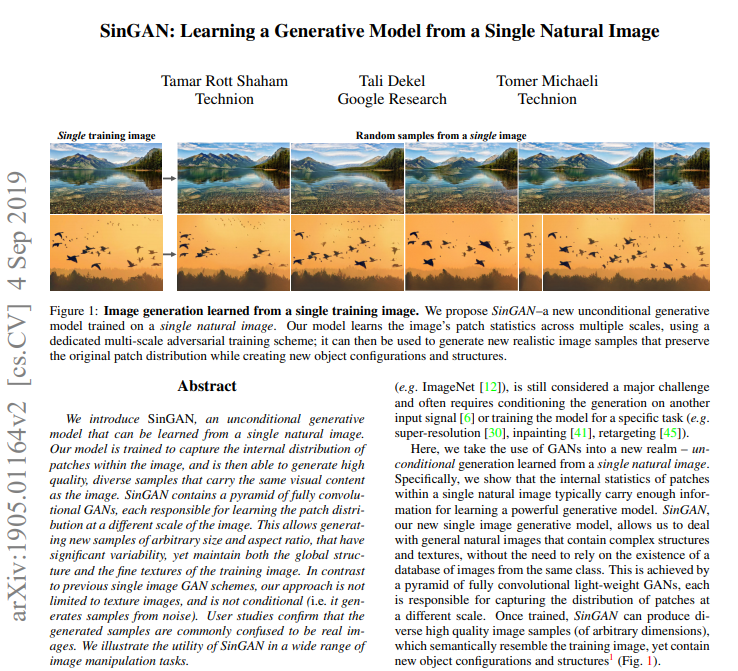 SinGAN: Learning a Generative Model from a Single Natural Image
Tamar Rott Shaham
Technion
Tali Dekel
Google Research
Tomer Michaeli
Technion
arXiv:1905.01164v2 [cs.CV] 4 Sep 2019
Single training image
Random samples from a single image
Figure 1: Image generation learned from a single training image. We propose SinGAN–a new unconditional generative
model trained on a single natural image. Our model learns the image's patch statistics across multiple scales, using a
dedicated multi-scale adversarial training scheme; it can then be used to generate new realistic image samples that preserve
the original patch distribution while creating new object configurations and structures.
Abstract
We introduce SinGAN, an unconditional generative
model that can be learned from a single natural image.
Our model is trained to capture the internal distribution of
patches within the image, and is then able to generate high
quality, diverse samples that carry the same visual content
as the image. SinGAN contains a pyramid of fully convolu-
tional GANs, each responsible for learning the patch distri-
bution at a different scale of the image. This allows generat-
ing new samples of arbitrary size and aspect ratio, that have
significant variability, yet maintain both the global struc-
ture and the fine textures of the training image. In contrast
to previous single image GAN schemes, our approach is not
limited to texture images, and is not conditional (i.e. it gen-
erates samples from noise). User studies confirm that the
generated samples are commonly confused to be real im-
ages. We illustrate the utility of SinGAN in a wide range of
image manipulation tasks.
(e.g. ImageNet [12]), is still considered a major challenge
and often requires conditioning the generation on another
input signal [6] or training the model for a specific task (e.g.
super-resolution [30], inpainting [41], retargeting [45]).
Here, we take the use of GANs into a new realm – un-
conditional generation learned from a single natural image.
Specifically, we show that the internal statistics of patches
within a single natural image typically carry enough infor-
mation for learning a powerful generative model. SinGAN,
our new single image generative model, allows us to deal
with general natural images that contain complex structures
and textures, without the need to rely on the existence of a
database of images from the same class. This is achieved by
a pyramid of fully convolutional light-weight GANs, each
is responsible for capturing the distribution of patches at
a different scale. Once trained, SinGAN can produce di-
verse high quality image samples (of arbitrary dimensions),
which semantically resemble the training image, yet contain
new object configurations and structures1 (Fig. 1).